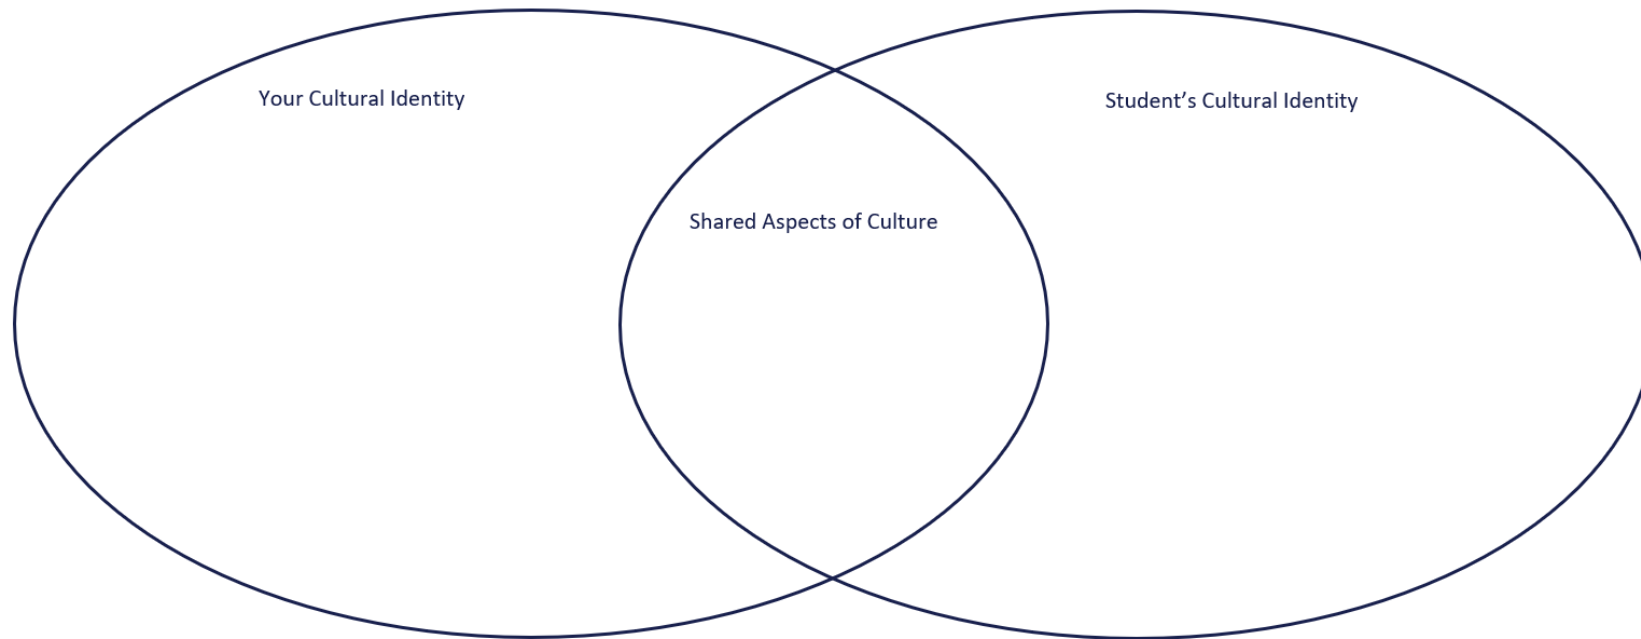 Your Cultural Identity
Student’s Cultural Identity
Shared Aspects of Culture